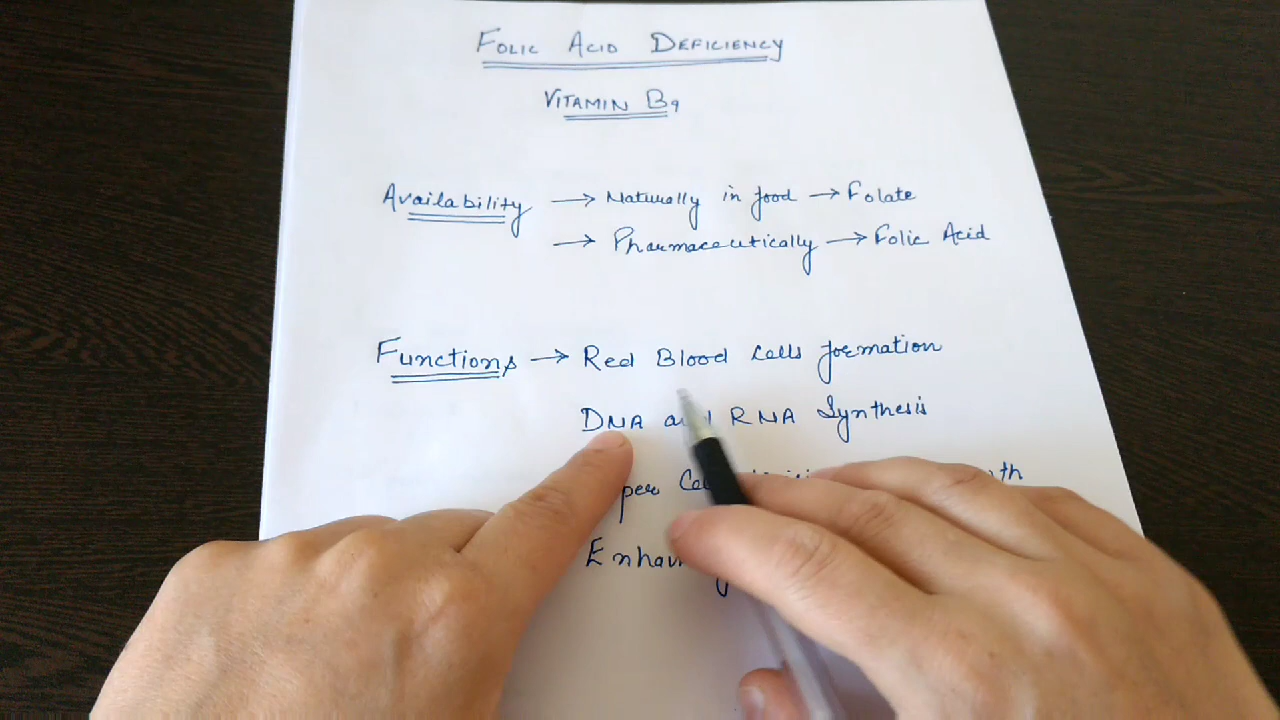 FOLIC ACID DEFICIENCY
VITAMIN B9
Availability → Naturally in food → Folate
→ Pharmaceutically → Folic Acid
Functions → Red Blood Cells formation
DNA and RNA Synthesis